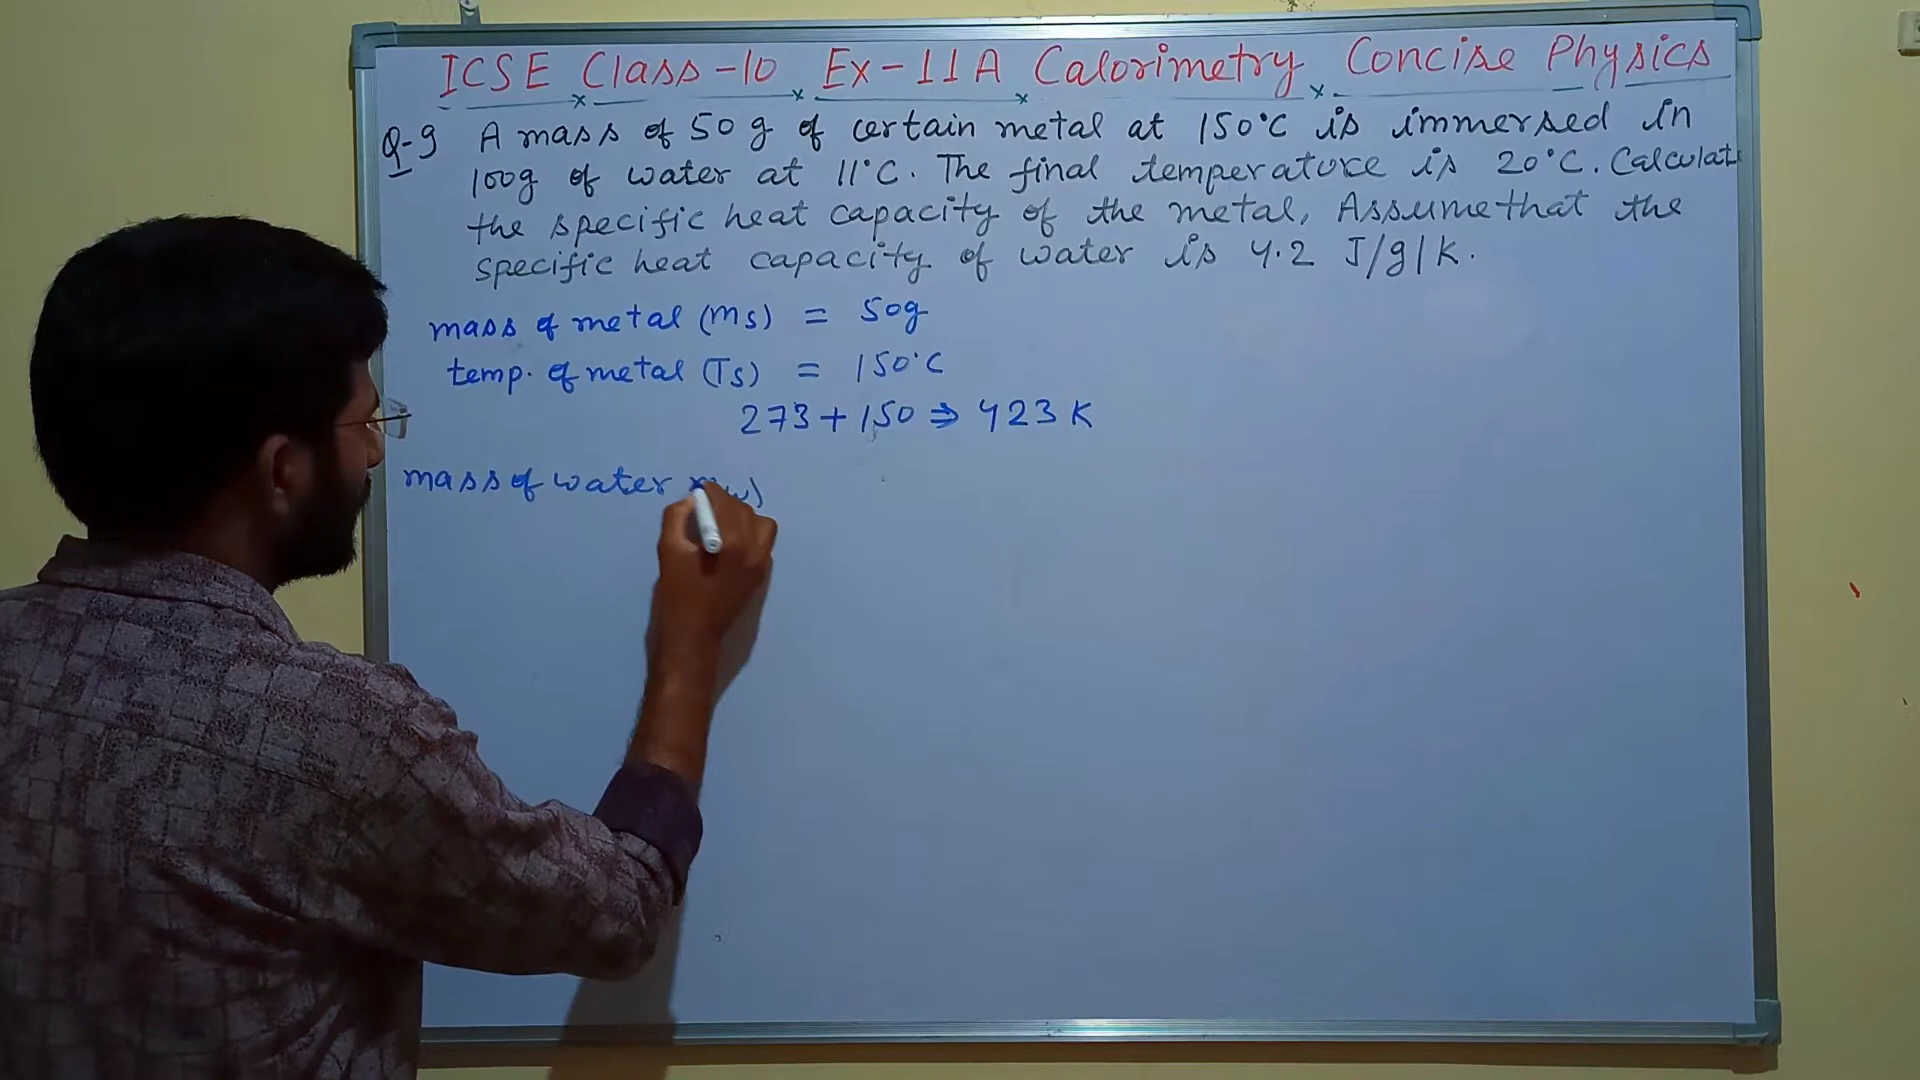 ICSE Class-10 Ex-11A Calorimetry Concise Physics
Q-9 A mass of 50g of certain metal at 150°C is immersed in
100g of water at 11°C. The final temperature is 20°C. Calculat
the specific heat capacity of the metal, Assume that the
specific heat capacity of water is 4.2 J/g/K.
mass of metal (ms) = 50g
temp. of metal (Ts) = 150°C
273+150 ⇒ 423 K
mass of water